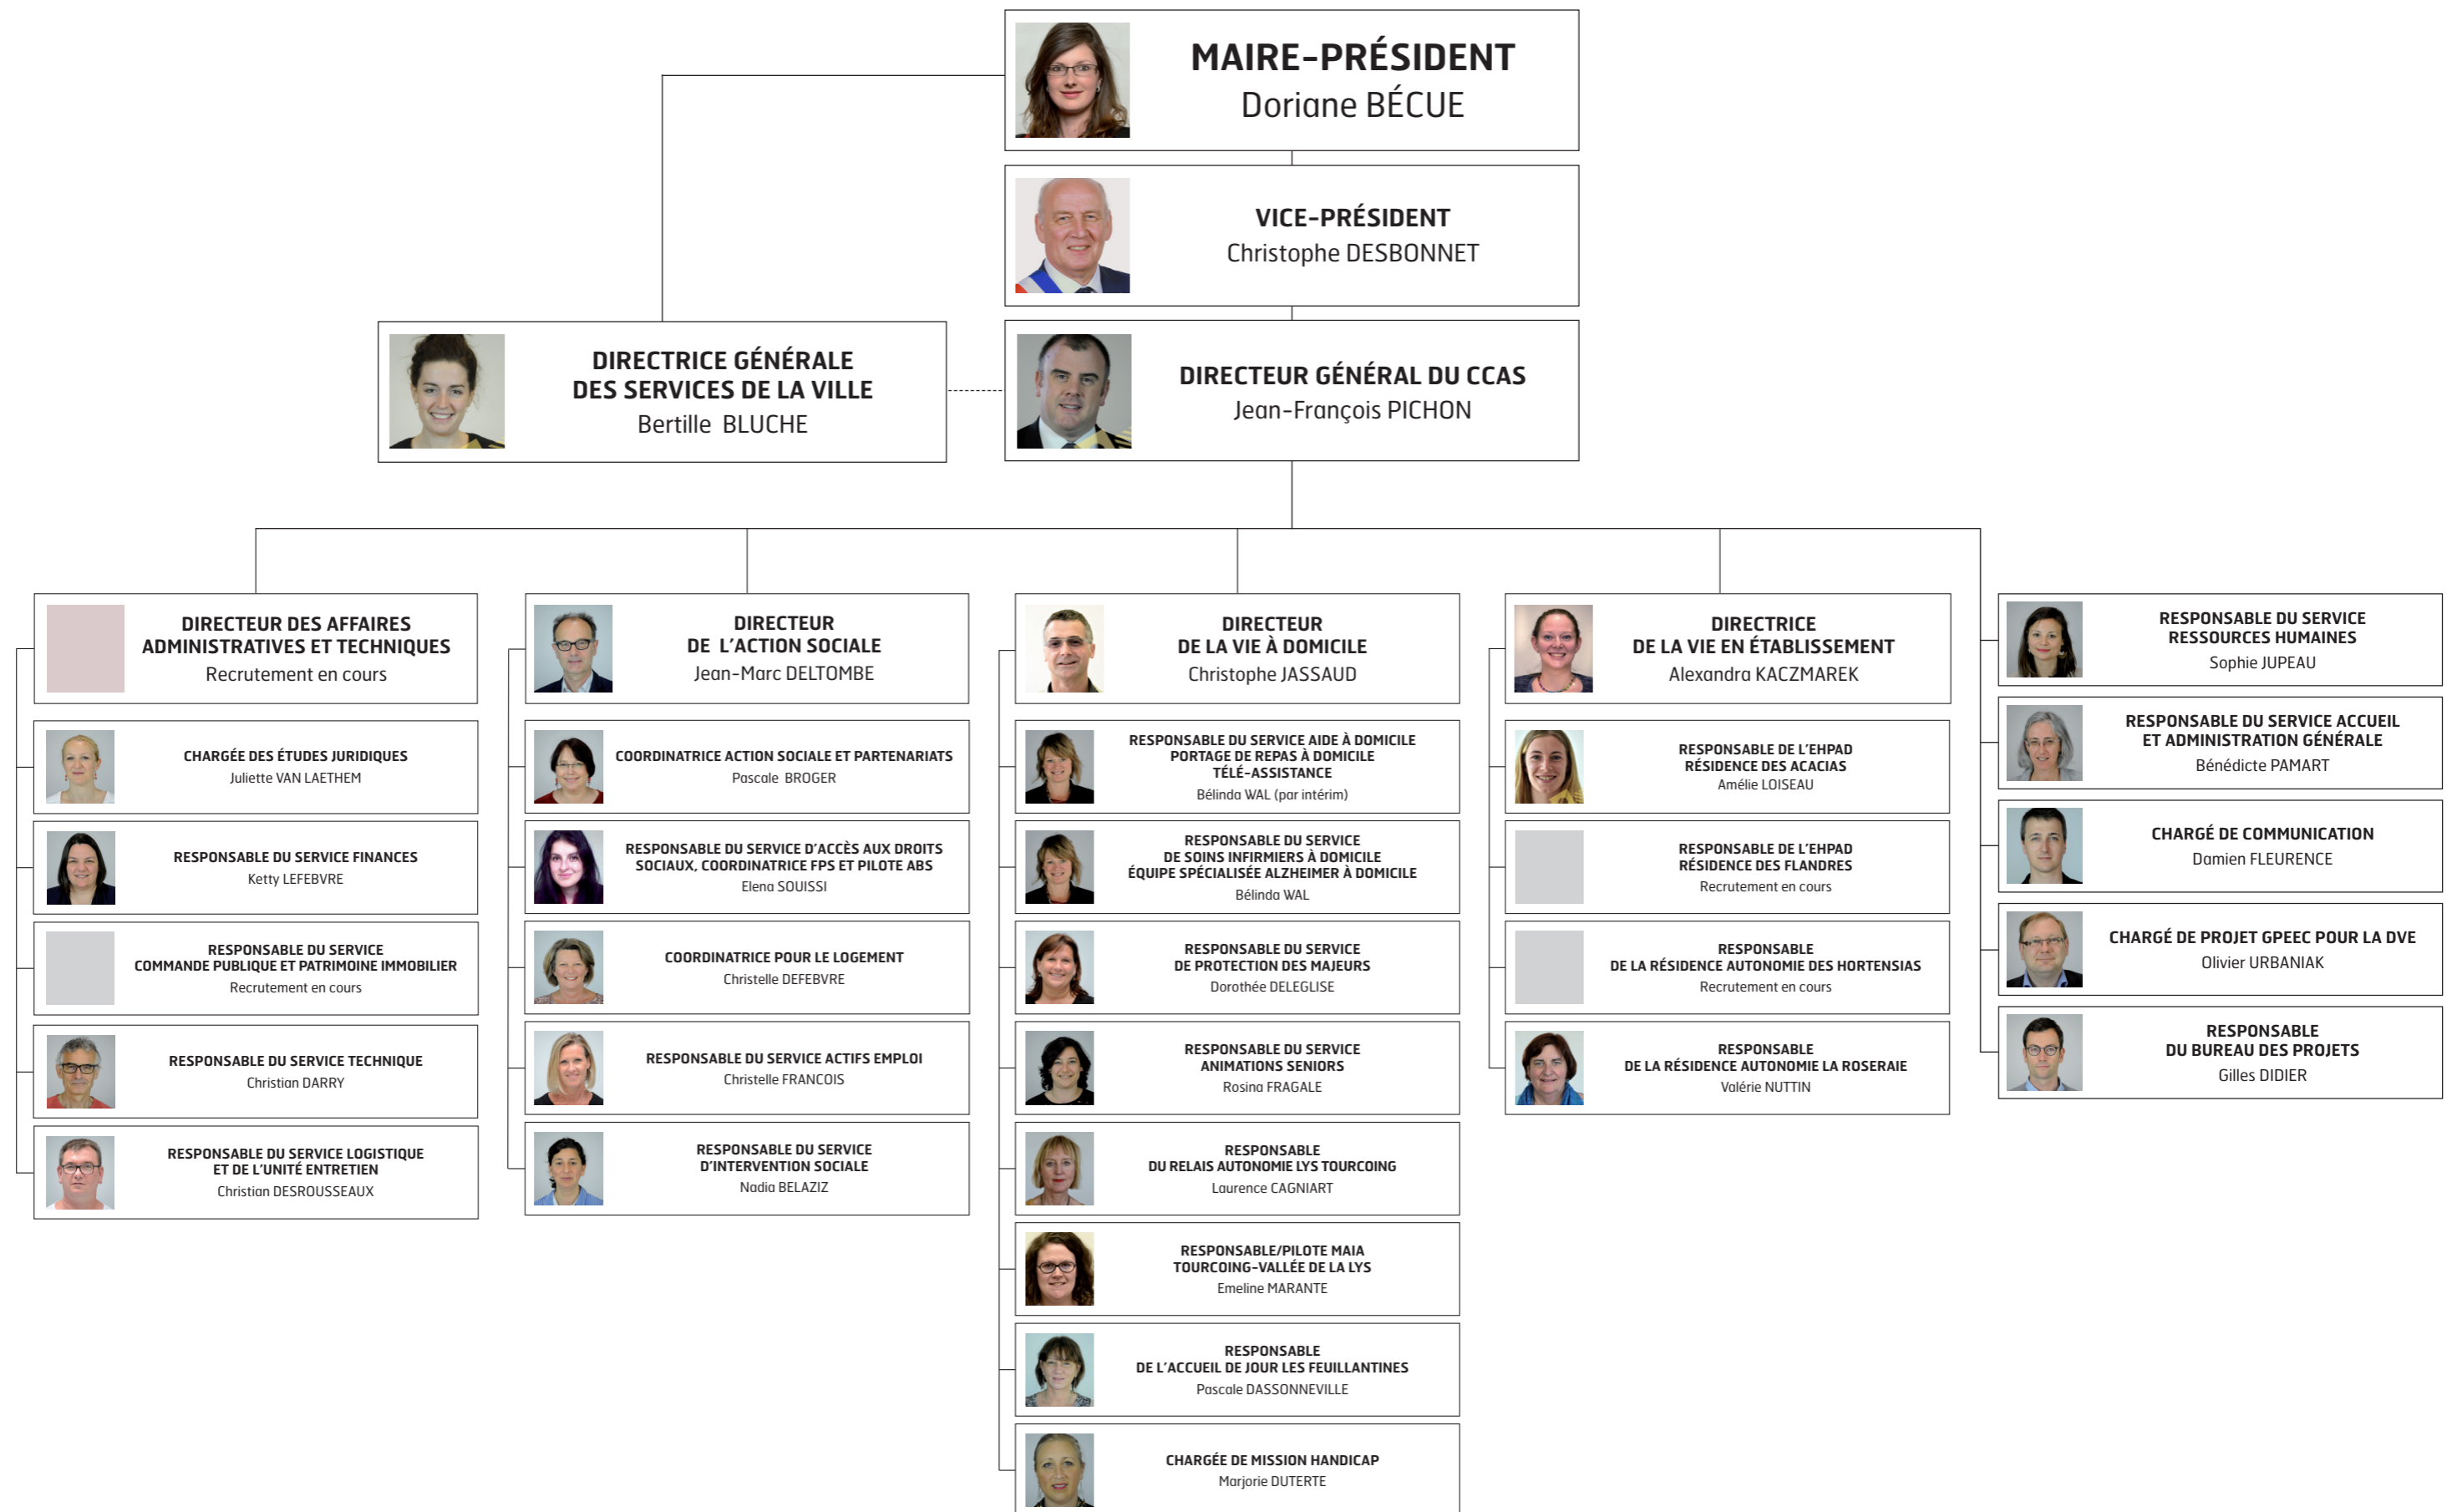 MAIRE-PRÉSIDENT
Doriane BÉCUE
VICE-PRÉSIDENT
Christophe DESBONNET
DIRECTRICE GÉNÉRALE
DES SERVICES DE LA VILLE
Bertille BLUCHE
DIRECTEUR GÉNÉRAL DU CCAS
Jean-François PICHON
DIRECTEUR DES AFFAIRES
ADMINISTRATIVES ET TECHNIQUES
Recrutement en cours
CHARGÉE DES ÉTUDES JURIDIQUES
Juliette VAN LAETHEM
RESPONSABLE DU SERVICE FINANCES
Ketty LEFEBVRE
RESPONSABLE DU SERVICE
COMMANDE PUBLIQUE ET PATRIMOINE IMMOBILIER
Recrutement en cours
RESPONSABLE DU SERVICE TECHNIQUE
Christian DARRY
RESPONSABLE DU SERVICE LOGISTIQUE
ET DE L'UNITÉ ENTRETIEN
Christian DESROUSSEAUX
DIRECTEUR
DE L'ACTION SOCIALE
Jean-Marc DELTOMBE
COORDINATRICE ACTION SOCIALE ET PARTENARIATS
Pascale BROGER
RESPONSABLE DU SERVICE D'ACCÈS AUX DROITS
SOCIAUX, COORDINATRICE FPS ET PILOTE ABS
Elena SOUISSI
COORDINATRICE POUR LE LOGEMENT
Christelle DEFEBVRE
RESPONSABLE DU SERVICE ACTIFS EMPLOI
Christelle FRANCOIS
RESPONSABLE DU SERVICE
D'INTERVENTION SOCIALE
Nadia BELAZIZ
DIRECTEUR
DE LA VIE À DOMICILE
Christophe JASSAUD
RESPONSABLE DU SERVICE AIDE À DOMICILE
PORTAGE DE REPAS À DOMICILE
TÉLÉ-ASSISTANCE
Bélinda WAL (par intérim)
RESPONSABLE DU SERVICE
DE SOINS INFIRMIERS À DOMICILE
ÉQUIPE SPÉCIALISÉE ALZHEIMER À DOMICILE
Bélinda WAL
RESPONSABLE DU SERVICE
DE PROTECTION DES MAJEURS
Dorothée DELEGLISE
RESPONSABLE DU SERVICE
ANIMATIONS SENIORS
Rosina FRAGALE
RESPONSABLE
DU RELAIS AUTONOMIE LYS TOURCOING
Laurence CAGNIART
RESPONSABLE/PILOTE MAIA
TOURCOING-VALLÉE DE LA LYS
Emeline MARANTE
RESPONSABLE
DE L'ACCUEIL DE JOUR LES FEUILLANTINES
Pascale DASSONNEVILLE
CHARGÉE DE MISSION HANDICAP
Marjorie DUTERTE
DIRECTRICE
DE LA VIE EN ÉTABLISSEMENT
Alexandra KACZMAREK
RESPONSABLE DE L'EHPAD
RÉSIDENCE DES ACACIAS
Amélie LOISEAU
RESPONSABLE DE L'EHPAD
RÉSIDENCE DES FLANDRES
Recrutement en cours
RESPONSABLE
DE LA RÉSIDENCE AUTONOMIE DES HORTENSIAS
Recrutement en cours
RESPONSABLE
DE LA RÉSIDENCE AUTONOMIE LA ROSERAIE
Valérie NUTTIN
RESPONSABLE DU SERVICE
RESSOURCES HUMAINES
Sophie JUPEAU
RESPONSABLE DU SERVICE ACCUEIL
ET ADMINISTRATION GÉNÉRALE
Bénédicte PAMART
CHARGÉ DE COMMUNICATION
Damien FLEURENCE
CHARGÉ DE PROJET GPEEC POUR LA DVE
Olivier URBANIAK
RESPONSABLE
DU BUREAU DES PROJETS
Gilles DIDIER